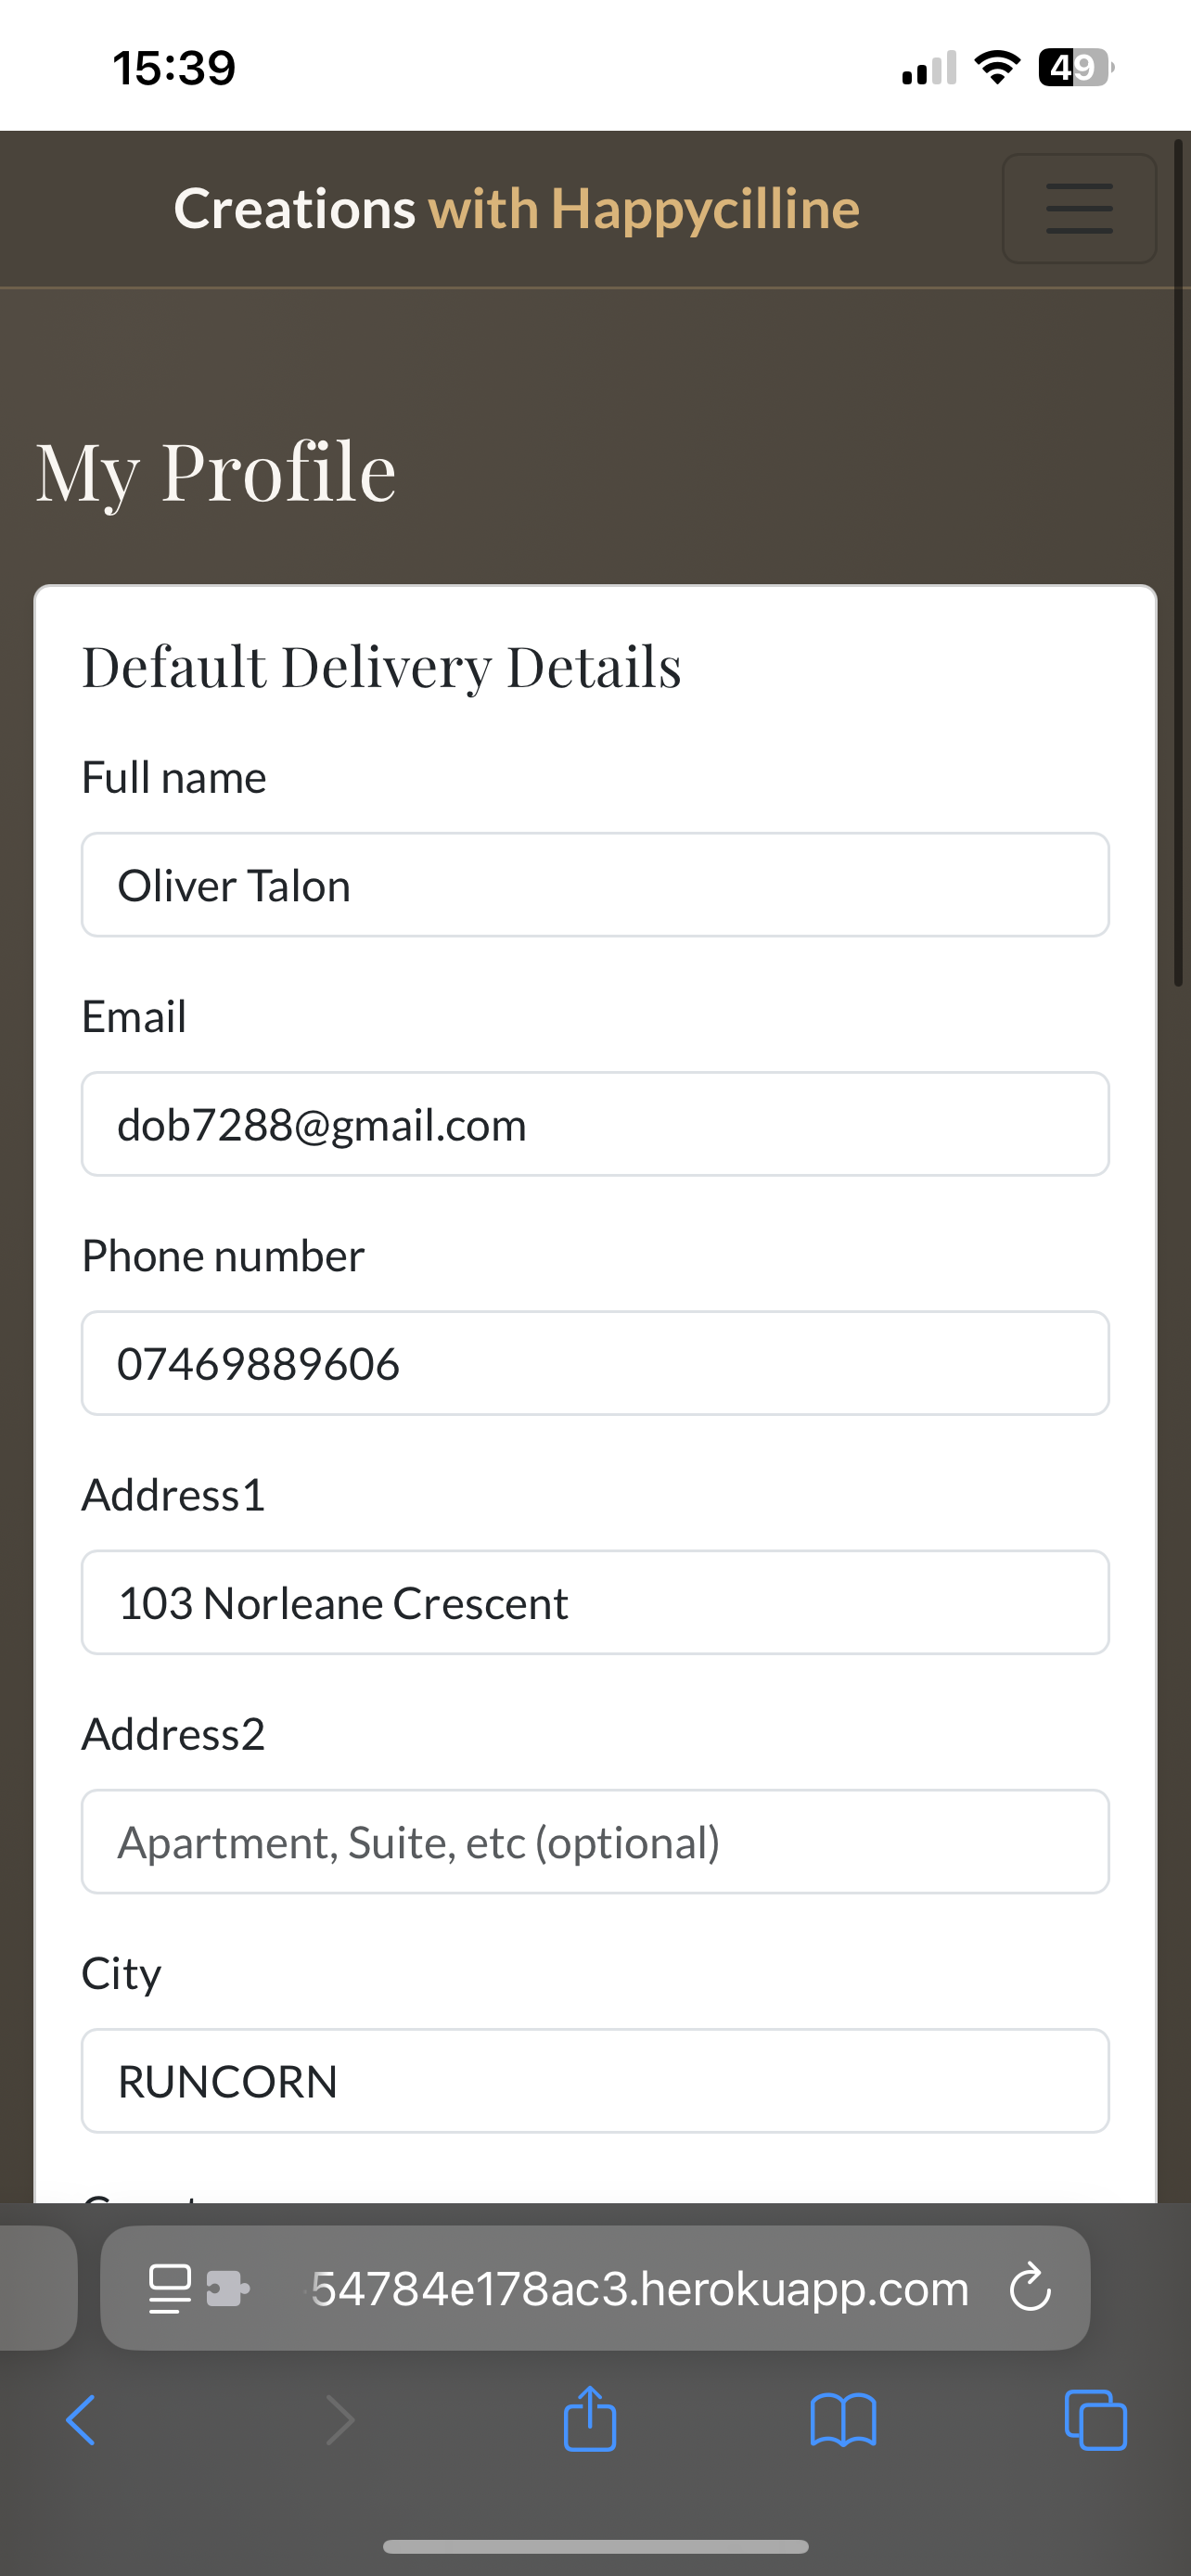 15:39
49
Creations with Happycilline
My Profile
Default Delivery Details
Full name
Oliver Talon
Email
dob7288@gmail.com
Phone number
07469889606
Address1
103 Norleane Crescent
Address2
Apartment, Suite, etc (optional)
City
RUNCORN
54784e178ac3.herokuapp.com